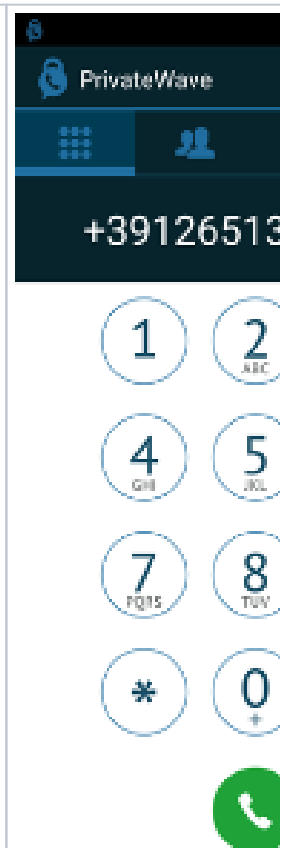 PrivateWave
+39126513
1 2
ABC
4 5
GHI JKL
7 8
PQRS TUV
* 0
+